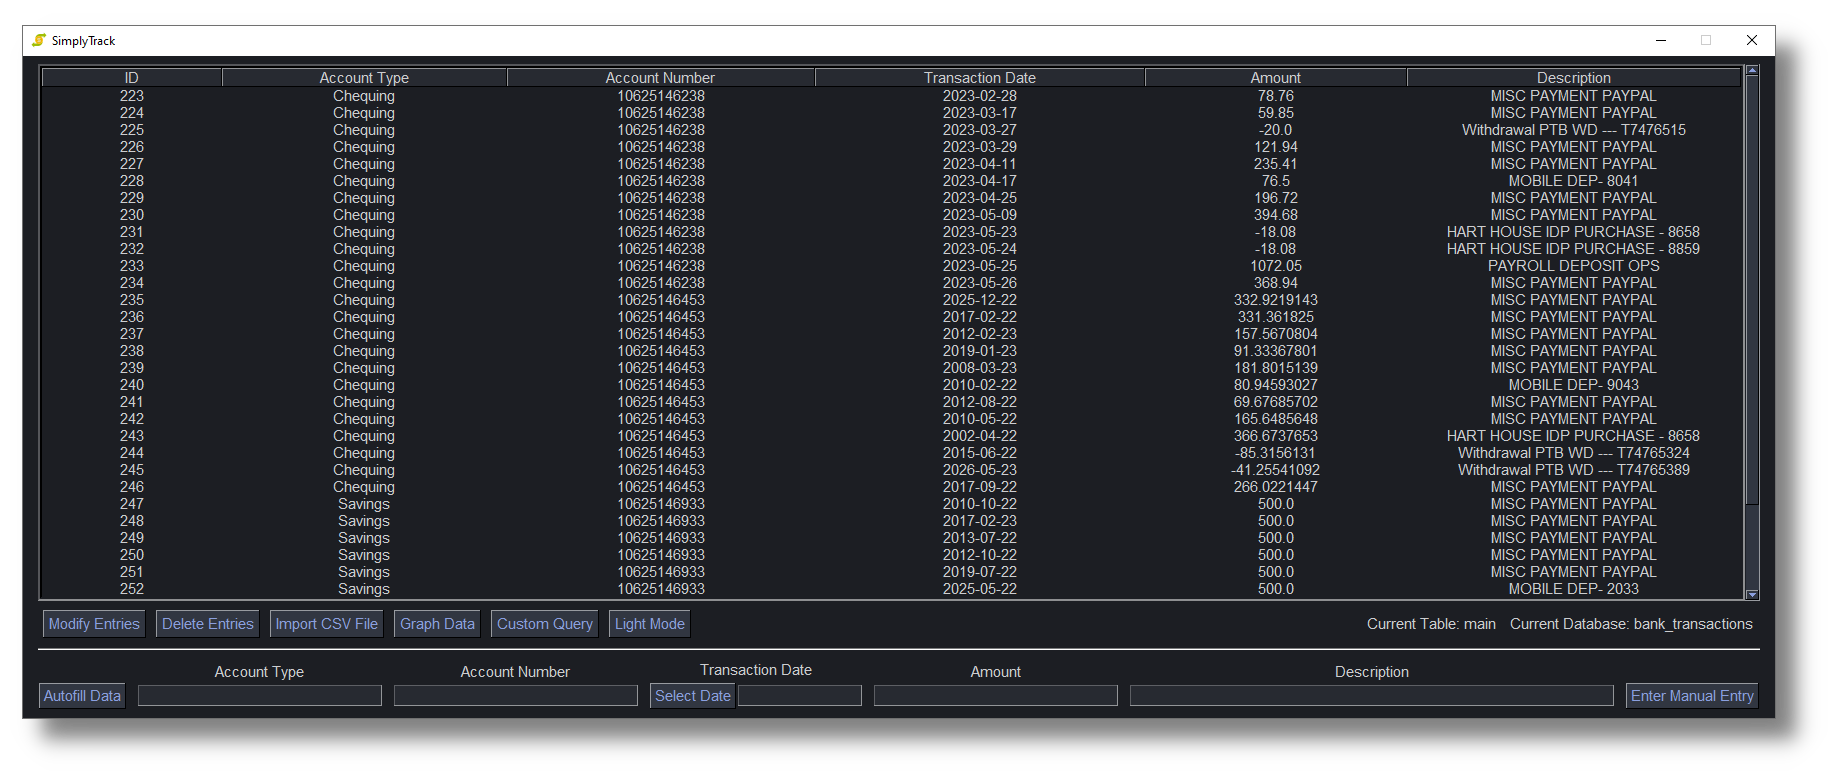 SimplyTrack
ID Account Type Account Number Transaction Date Amount Description
223 Chequing 10625146238 2023-02-28 78.76 MISC PAYMENT PAYPAL
224 Chequing 10625146238 2023-03-17 59.85 MISC PAYMENT PAYPAL
225 Chequing 10625146238 2023-03-27 -20.0 Withdrawal PTB WD --- T7476515
226 Chequing 10625146238 2023-03-29 121.94 MISC PAYMENT PAYPAL
227 Chequing 10625146238 2023-04-11 235.41 MISC PAYMENT PAYPAL
228 Chequing 10625146238 2023-04-17 76.5 MOBILE DEP- 8041
229 Chequing 10625146238 2023-04-25 196.72 MISC PAYMENT PAYPAL
230 Chequing 10625146238 2023-05-09 394.68 MISC PAYMENT PAYPAL
231 Chequing 10625146238 2023-05-23 -18.08 HART HOUSE IDP PURCHASE - 8658
232 Chequing 10625146238 2023-05-24 -18.08 HART HOUSE IDP PURCHASE - 8859
233 Chequing 10625146238 2023-05-25 1072.05 PAYROLL DEPOSIT OPS
234 Chequing 10625146238 2023-05-26 368.94 MISC PAYMENT PAYPAL
235 Chequing 10625146453 2025-12-22 332.9219143 MISC PAYMENT PAYPAL
236 Chequing 10625146453 2017-02-22 331.361825 MISC PAYMENT PAYPAL
237 Chequing 10625146453 2012-02-23 157.5670804 MISC PAYMENT PAYPAL
238 Chequing 10625146453 2019-01-23 91.33367801 MISC PAYMENT PAYPAL
239 Chequing 10625146453 2008-03-23 181.8015139 MISC PAYMENT PAYPAL
240 Chequing 10625146453 2010-02-22 80.94593027 MOBILE DEP- 9043
241 Chequing 10625146453 2012-08-22 69.67685702 MISC PAYMENT PAYPAL
242 Chequing 10625146453 2010-05-22 165.6485648 MISC PAYMENT PAYPAL
243 Chequing 10625146453 2002-04-22 366.6737653 HART HOUSE IDP PURCHASE - 8658
244 Chequing 10625146453 2015-06-22 -85.3156131 Withdrawal PTB WD --- T74765324
245 Chequing 10625146453 2026-05-23 -41.25541092 Withdrawal PTB WD --- T74765389
246 Chequing 10625146453 2017-09-22 266.0221447 MISC PAYMENT PAYPAL
247 Savings 10625146933 2010-10-22 500.0 MISC PAYMENT PAYPAL
248 Savings 10625146933 2017-02-23 500.0 MISC PAYMENT PAYPAL
249 Savings 10625146933 2013-07-22 500.0 MISC PAYMENT PAYPAL
250 Savings 10625146933 2012-10-22 500.0 MISC PAYMENT PAYPAL
251 Savings 10625146933 2019-07-22 500.0 MISC PAYMENT PAYPAL
252 Savings 10625146933 2025-05-22 500.0 MOBILE DEP- 2033
Modify Entries Delete Entries Import CSV File Graph Data Custom Query Light Mode Current Table: main Current Database: bank_transactions
Account Type Account Number Transaction Date Amount Description
Autofill Data Select Date Enter Manual Entry